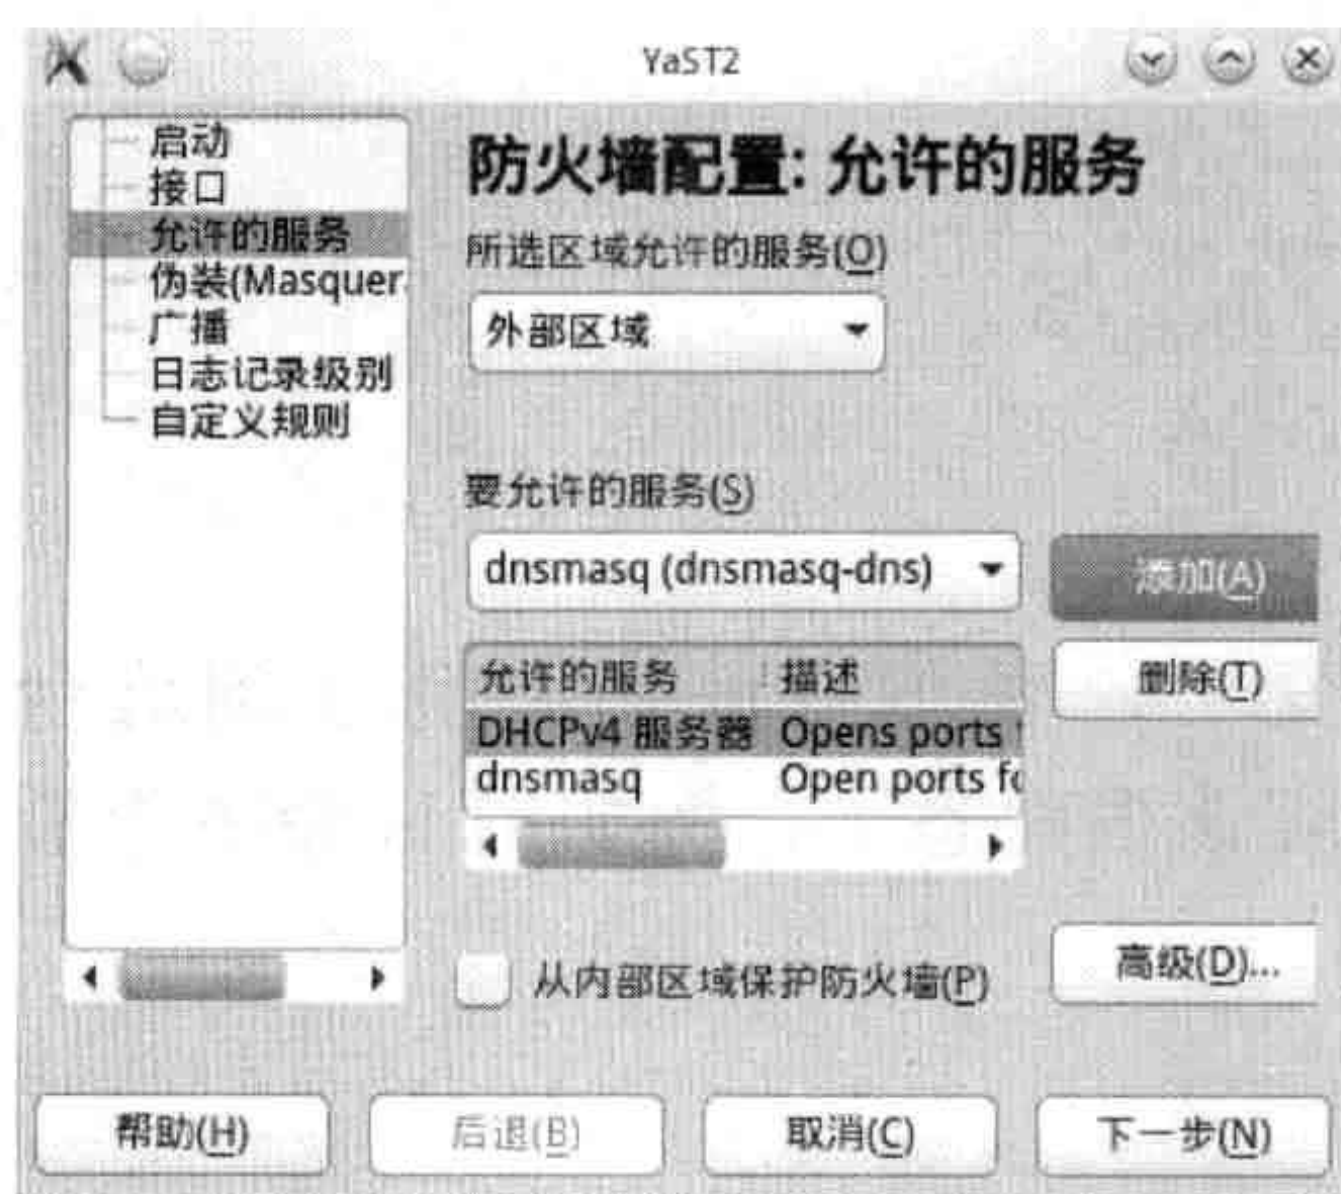 YaST2
启动
接口
允许的服务
伪装(Masquer
广播
日志记录级别
自定义规则
防火墙配置: 允许的服务
所选区域允许的服务(O)
外部区域
要允许的服务(S)
dnsmasq (dnsmasq-dns)
添加(A)
允许的服务 描述
删除(T)
DHCPv4 服务器 Opens ports
dnsmasq Open ports fo
从内部区域保护防火墙(P)
高级(D)...
帮助(H) 后退(B) 取消(C) 下一步(N)